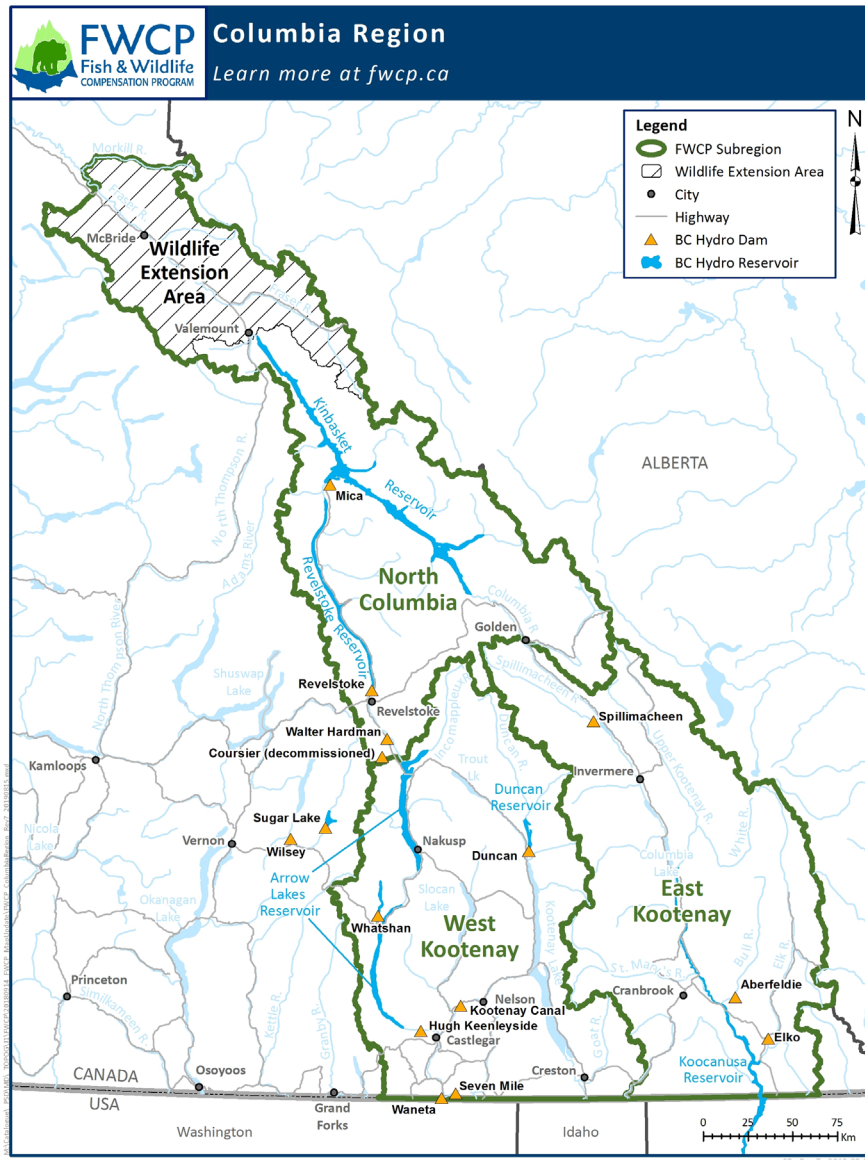 FWCP
Fish & Wildlife
COMPENSATION PROGRAM
Columbia Region
Learn more at fwcp.ca
Legend
FWCP Subregion
Wildlife Extension Area
City
Highway
BC Hydro Dam
BC Hydro Reservoir
N
Morkill R.
Fraser R.
McBride
Wildlife
Extension
Area
Fraser R.
Valemount
Kinbasket
Reservoir
North Thompson R.
ALBERTA
Mica
Adams River
Revelstoke Reservoir
North
Columbia
Columbia R.
Golden
North Thompson River
Shuswap
Lake
Spillimacheen R.
Revelstoke
Revelstoke
Incomappleux R.
Duncan R.
Spillimacheen
Walter Hardman
Coursier (decommissioned)
Upper Kootenay R.
Kamloops
Trout
Lk
Invermere
Duncan
Reservoir
White R.
Nicola
Lake
Sugar Lake
Vernon
Wilsey
Nakusp
Duncan
Columbia
Lake
Arrow
Lakes
Reservoir
Okanagan
Lake
Slocan
Lake
East
Kootenay
Whatshan
West
Kootenay
Kootenay Lake
Bull R.
Elk R.
St. Mary's R.
Princeton
Similkameen R.
Nelson
Cranbrook
Aberfeldie
Kootenay Canal
Kettle R.
Granby R.
Hugh Keenleyside
Castlegar
Goat R.
Elko
Koocanusa
Reservoir
CANADA
Osoyoos
Creston
USA
Seven Mile
Grand
Forks
Waneta
Washington
Idaho
0 25 50 75
Km